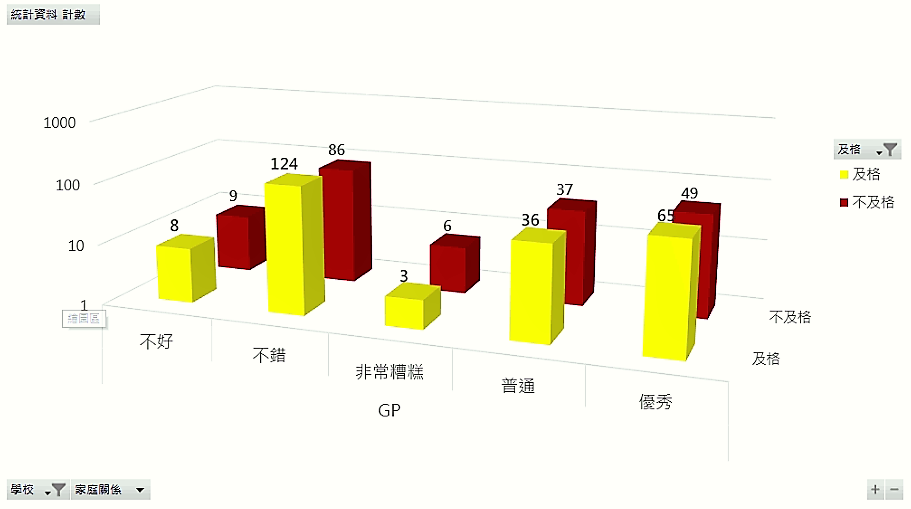 統計資料 計數
1000
100
10
1
8
9
124
86
3
6
36
37
65
49
及格
及格
不及格
不及格
及格
繪圖區
不好
不錯
非常糟糕
普通
優秀
GP
學校 家庭關係